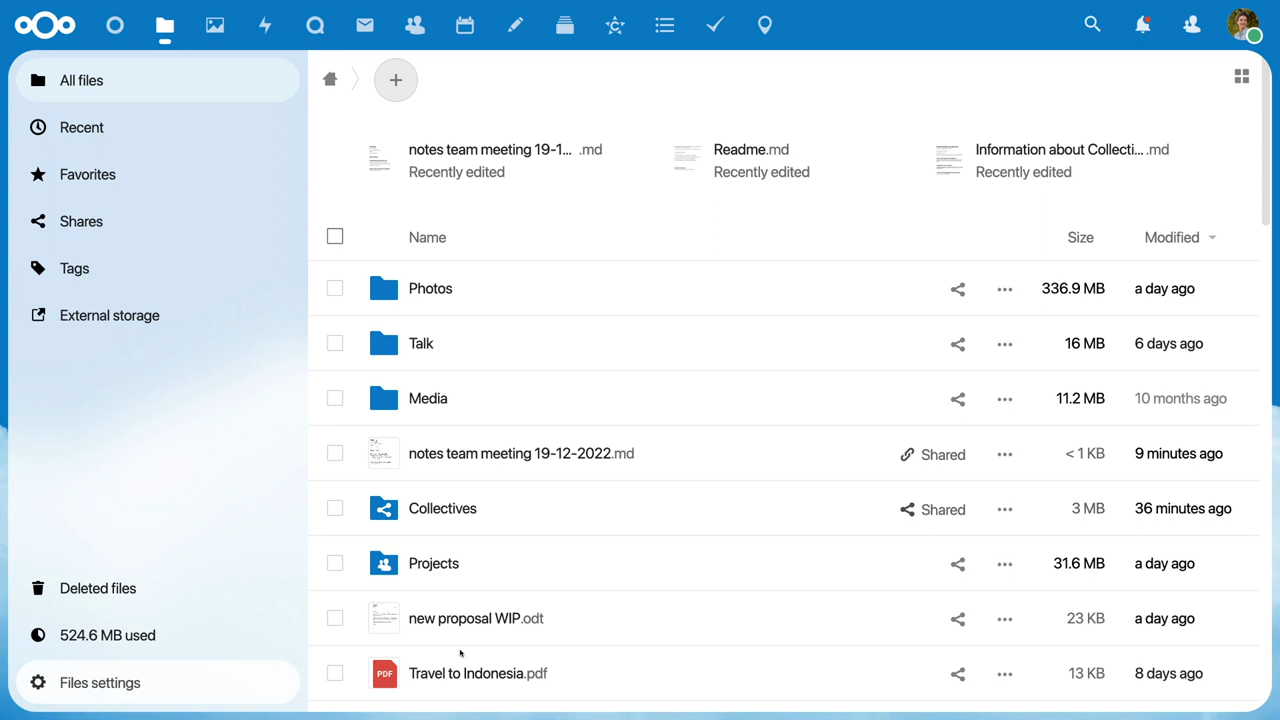 All files
Recent
Favorites
Shares
Tags
External storage
Deleted files
524.6 MB used
Files settings
notes team meeting 19-1... .md
Recently edited
Readme.md
Recently edited
Information about Collecti... .md
Recently edited
Name Size Modified
Photos 336.9 MB a day ago
Talk 16 MB 6 days ago
Media 11.2 MB 10 months ago
notes team meeting 19-12-2022.md Shared < 1 KB 9 minutes ago
Collectives Shared 3 MB 36 minutes ago
Projects 31.6 MB a day ago
new proposal WIP.odt 23 KB a day ago
PDF Travel to Indonesia.pdf 13 KB 8 days ago